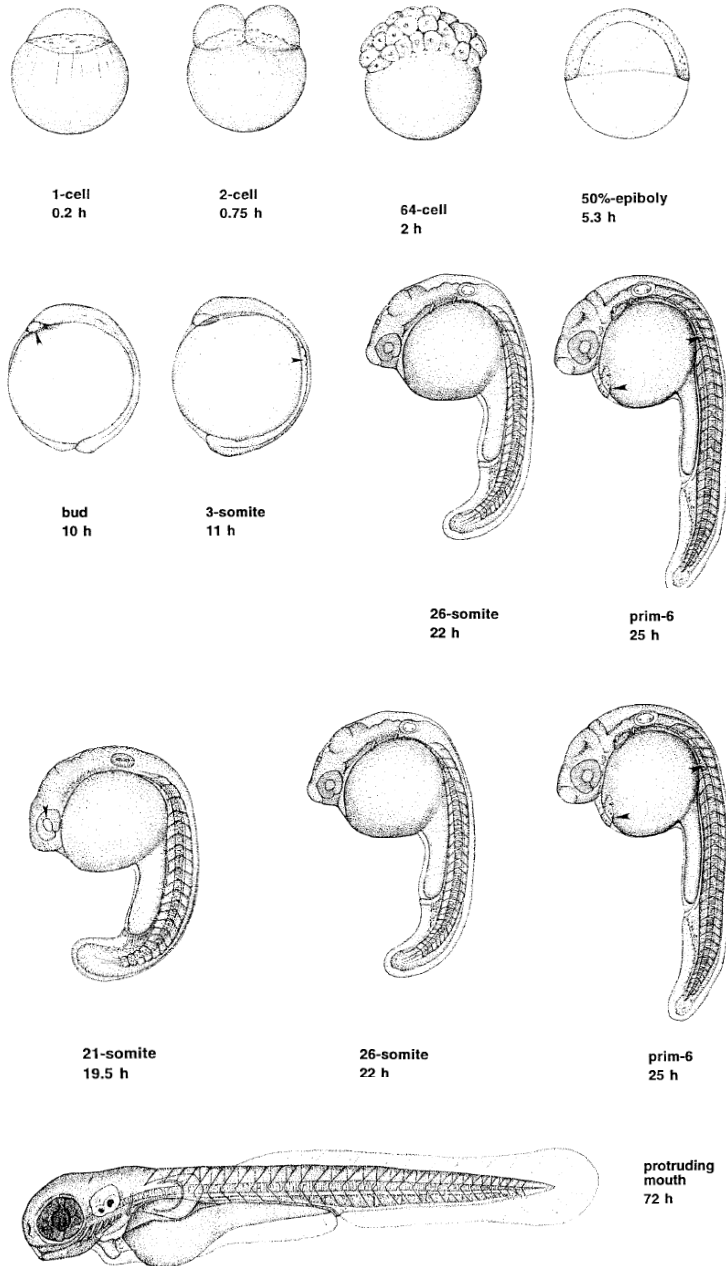 1-cell
0.2 h
2-cell
0.75 h
64-cell
2 h
50%-epiboly
5.3 h
bud
10 h
3-somite
11 h
26-somite
22 h
prim-6
25 h
21-somite
19.5 h
26-somite
22 h
prim-6
25 h
protruding
mouth
72 h